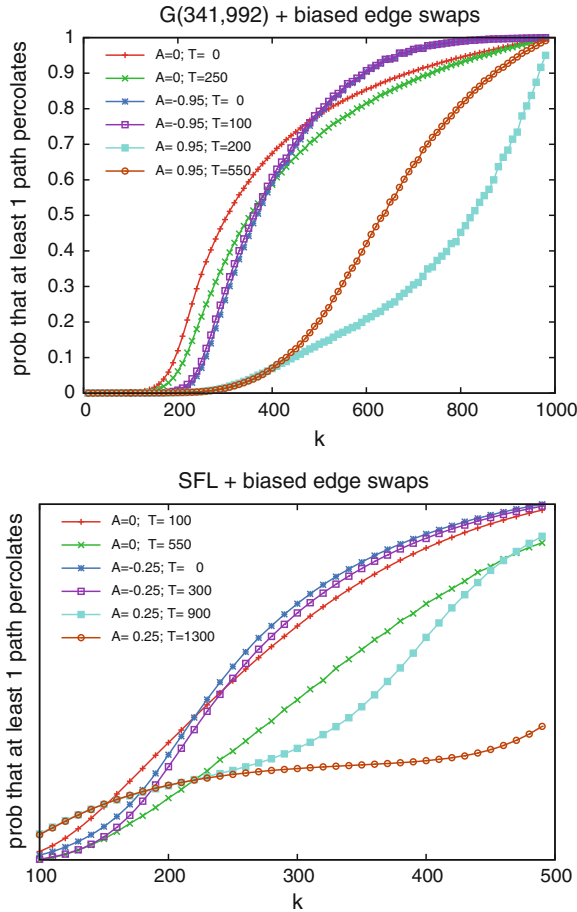 G(341,992) + biased edge swaps
prob that at least 1 path percolates
1
0.9
0.8
0.7
0.6
0.5
0.4
0.3
0.2
0.1
0
A=0; T= 0
A=0; T=250
A=-0.95; T= 0
A=-0.95; T=100
A= 0.95; T=200
A= 0.95; T=550
0 200 400 600 800 1000
k
SFL + biased edge swaps
prob that at least 1 path percolates
A=0; T= 100
A=0; T= 550
A=-0.25; T= 0
A=-0.25; T= 300
A= 0.25; T= 900
A= 0.25; T=1300
100 200 300 400 500
k